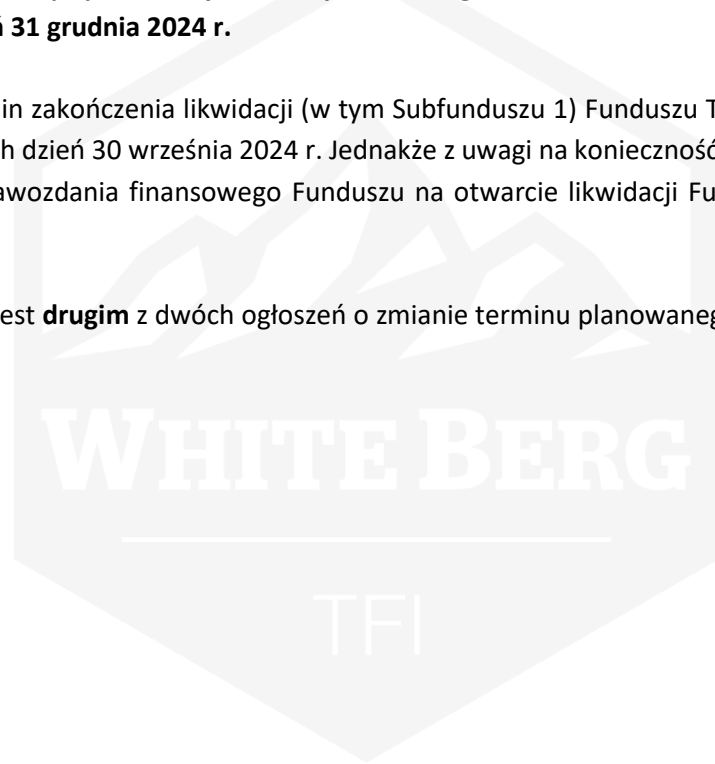 31 grudnia 2024 r.
in zakończenia likwidacji (w tym Subfunduszu 1) Funduszu T
h dzień 30 września 2024 r. Jednakże z uwagi na konieczność
awozdania finansowego Funduszu na otwarcie likwidacji Fu
est drugim z dwóch ogłoszeń o zmianie terminu planowaneg
WHITE BERG
TFI